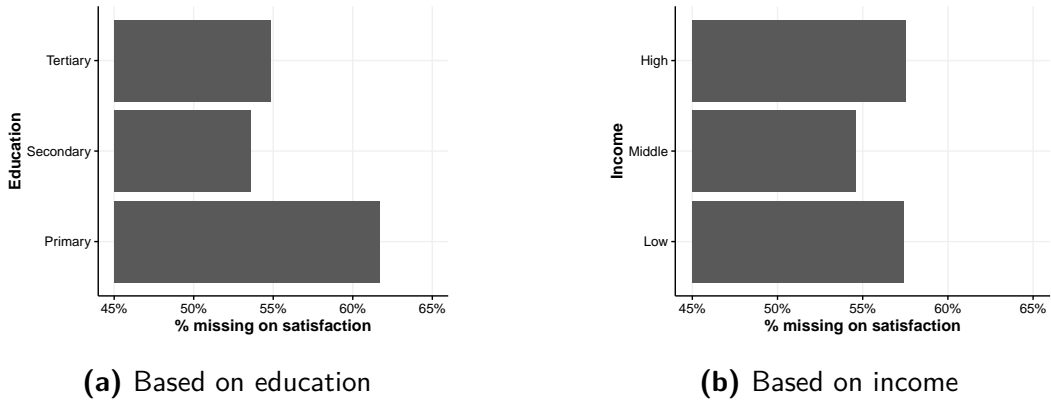 Education
Tertiary
Secondary
Primary
45% 50% 55% 60% 65%
% missing on satisfaction
(a) Based on education
Income
High
Middle
Low
45% 50% 55% 60% 65%
% missing on satisfaction
(b) Based on income